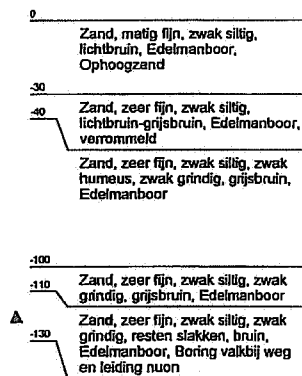 0
Zand, matig fijn, zwak siltig,
lichtbruin, Edelmanboor,
Ophoogzand
-30
Zand, zeer fijn, zwak siltig,
-40
lichtbruin-grijsbruin, Edelmanboor,
verrommeld
Zand, zeer fijn, zwak siltig, zwak
humeus, zwak grindig, grijsbruin,
Edelmanboor
-100
Zand, zeer fijn, zwak siltig, zwak
-110
grindig, grijsbruin, Edelmanboor
Zand, zeer fijn, zwak siltig, zwak
grindig, resten slakken, bruin,
-130
Edelmanboor, Boring valkbij weg
en leiding nuon